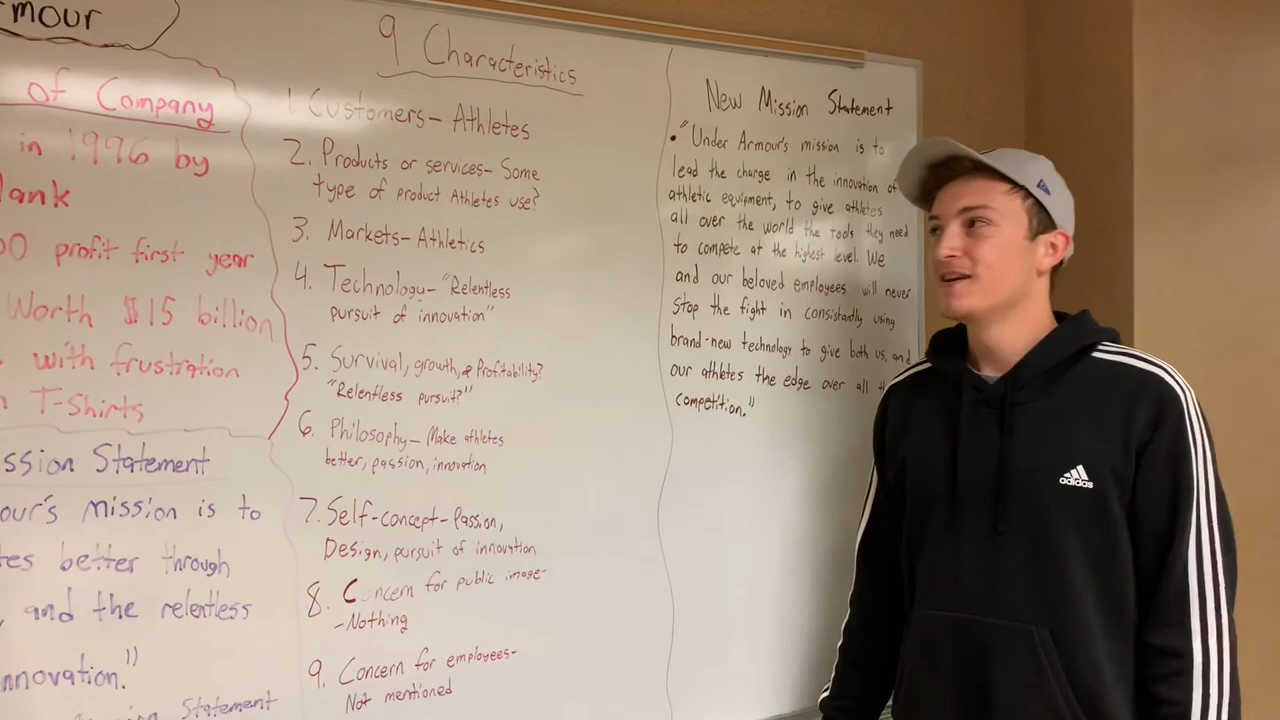 mour
of Company
in 1996 by
lank
00 profit first year
Worth $15 billion
with frustration
T-Shirts
ssion Statement
our's mission is to
tes better through
, and the relentless
nnovation."
Statement
9 Characteristics
1. Customers- Athletes
2. Products or services- Some
type of product Athletes use?
3. Markets- Athletics
4. Technology- "Relentless
pursuit of innovation"
5. Survival, growth, & Profitability?
"Relentless pursuit?"
6. Philosophy- Make athletes
better, passion, innovation
7. Self-concept- Passion,
Design, pursuit of innovation
8. C ncern for public image-
-Nothing
9. Concern for employees-
Not mentioned
New Mission Statement
• "Under Armour's mission is to
lead the charge in the innovation of
athletic equipment, to give athletes
all over the world the tools they need
to compete at the highest level. We
and our beloved employees will never
stop the fight in consistantly using
brand-new technology to give both us, and
our athletes the edge over all th
competition."
adidas